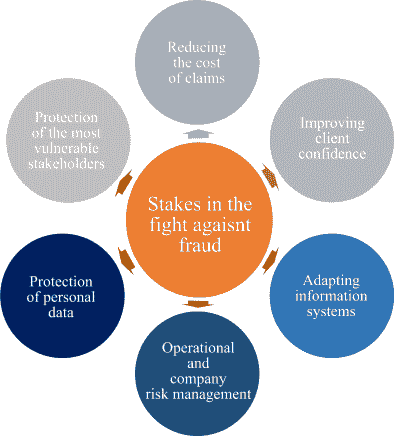 Reducing
the cost
of claims
Protection
of the most
vulnerable
stakeholders
Improving
client
confidence
Stakes in the
fight agaisnt
fraud
Protection
of personal
data
Adapting
information
systems
Operational
and
company
risk management